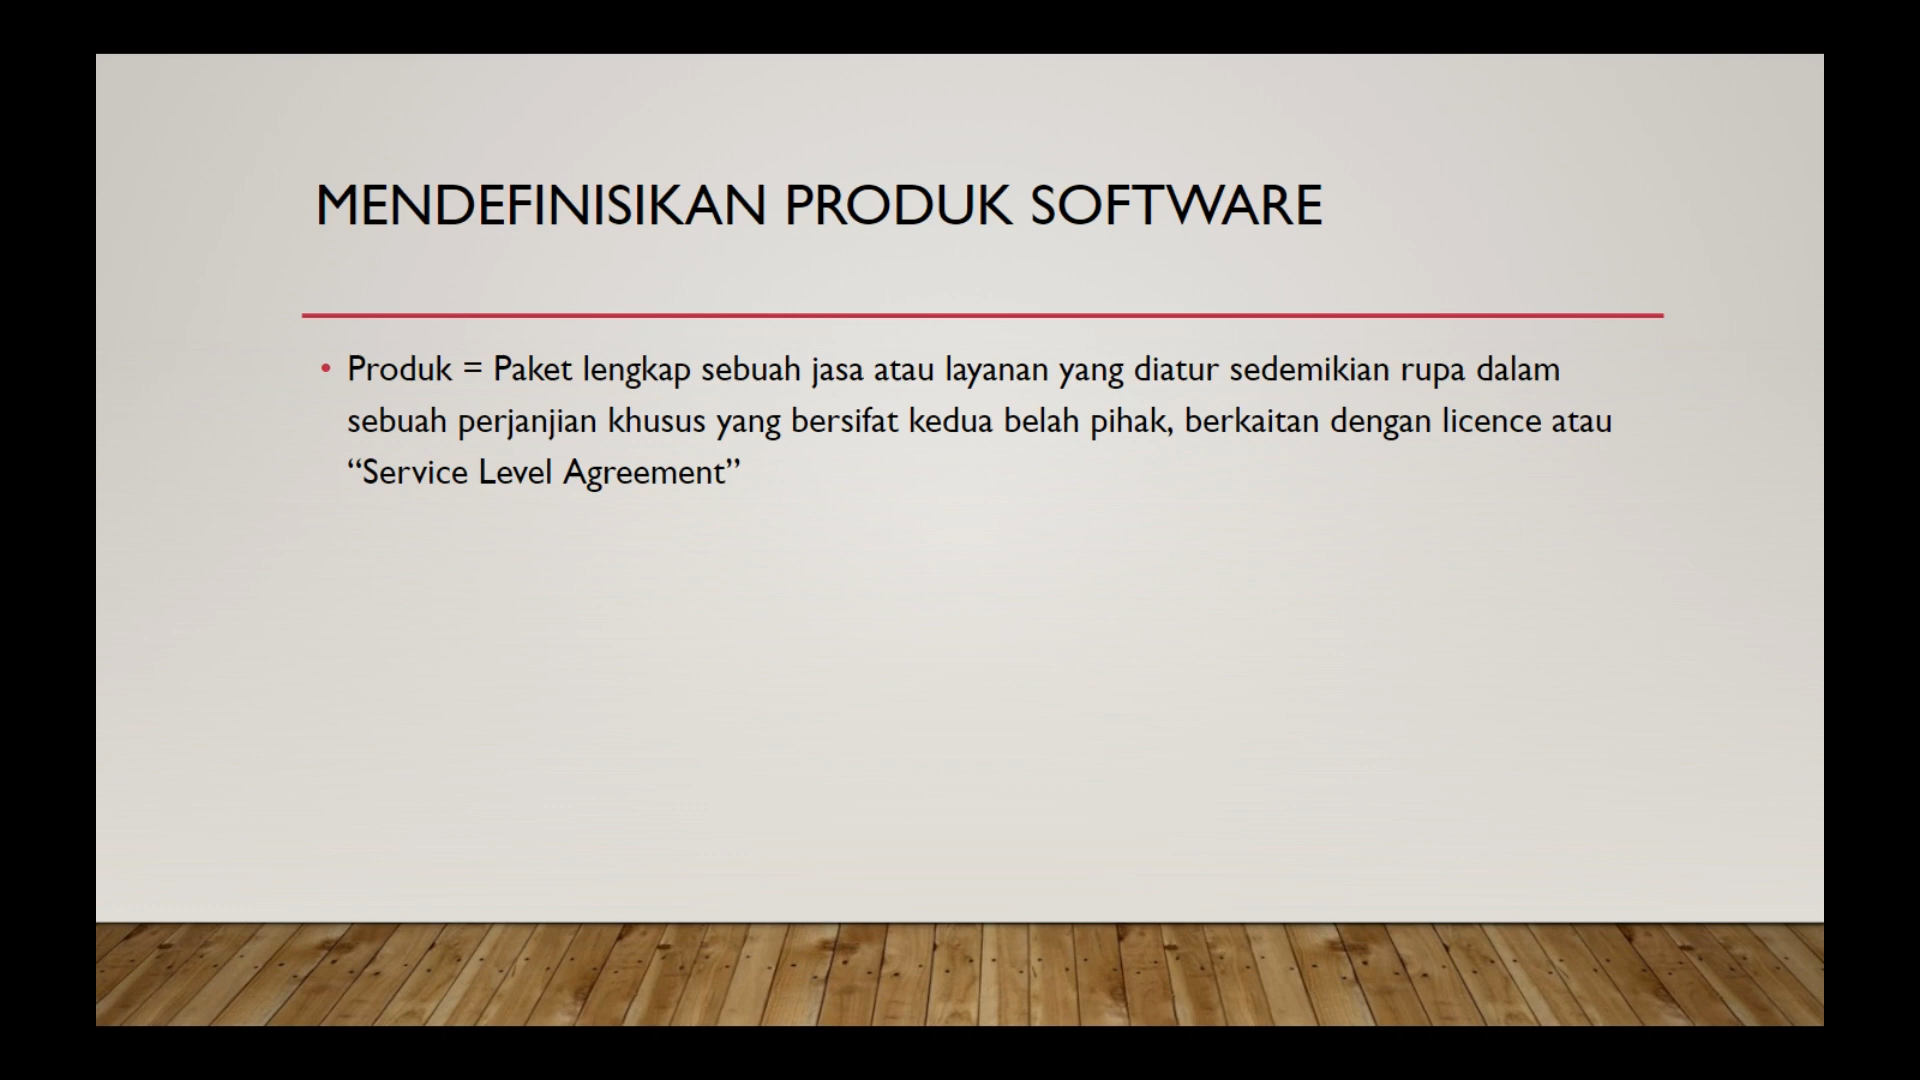 MENDEFINISIKAN PRODUK SOFTWARE
• Produk = Paket lengkap sebuah jasa atau layanan yang diatur sedemikian rupa dalam
sebuah perjanjian khusus yang bersifat kedua belah pihak, berkaitan dengan licence atau
“Service Level Agreement”